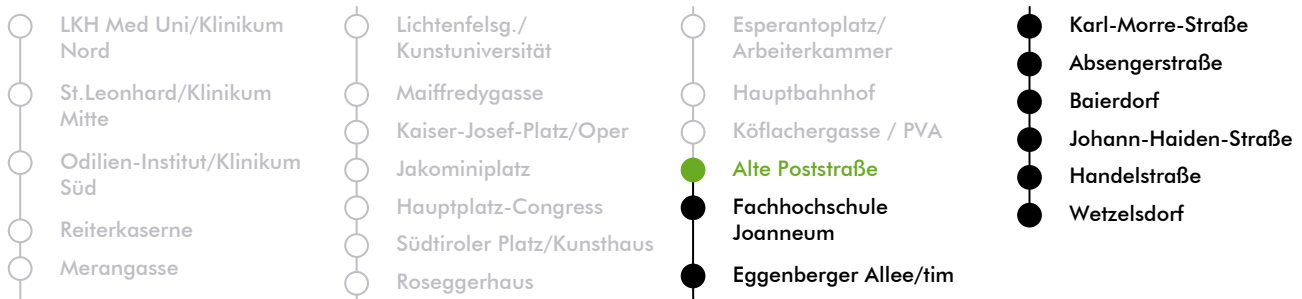 LKH Med Uni/Klinikum
Nord
St.Leonhard/Klinikum
Mitte
Odilien-Institut/Klinikum
Süd
Reiterkaserne
Merangasse
Lichtenfelsg./
Kunstuniversität
Maiffredygasse
Kaiser-Josef-Platz/Oper
Jakominiplatz
Hauptplatz-Congress
Südtiroler Platz/Kunsthaus
Roseggerhaus
Esperantoplatz/
Arbeiterkammer
Hauptbahnhof
Köflachergasse / PVA
Alte Poststraße
Fachhochschule
Joanneum
Eggenberger Allee/tim
Karl-Morre-Straße
Absengerstraße
Baierdorf
Johann-Haiden-Straße
Handelstraße
Wetzelsdorf